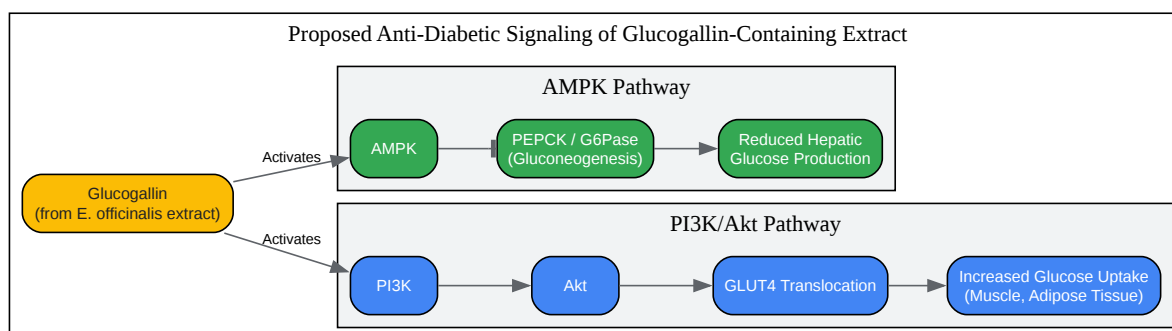 Proposed Anti-Diabetic Signaling of Glucogallin-Containing Extract
AMPK Pathway
AMPK
PEPCK / G6Pase
(Gluconeogenesis)
Reduced Hepatic
Glucose Production
Activates
Glucogallin
(from E. officinalis extract)
Activates
PI3K/Akt Pathway
PI3K
Akt
GLUT4 Translocation
Increased Glucose Uptake
(Muscle, Adipose Tissue)